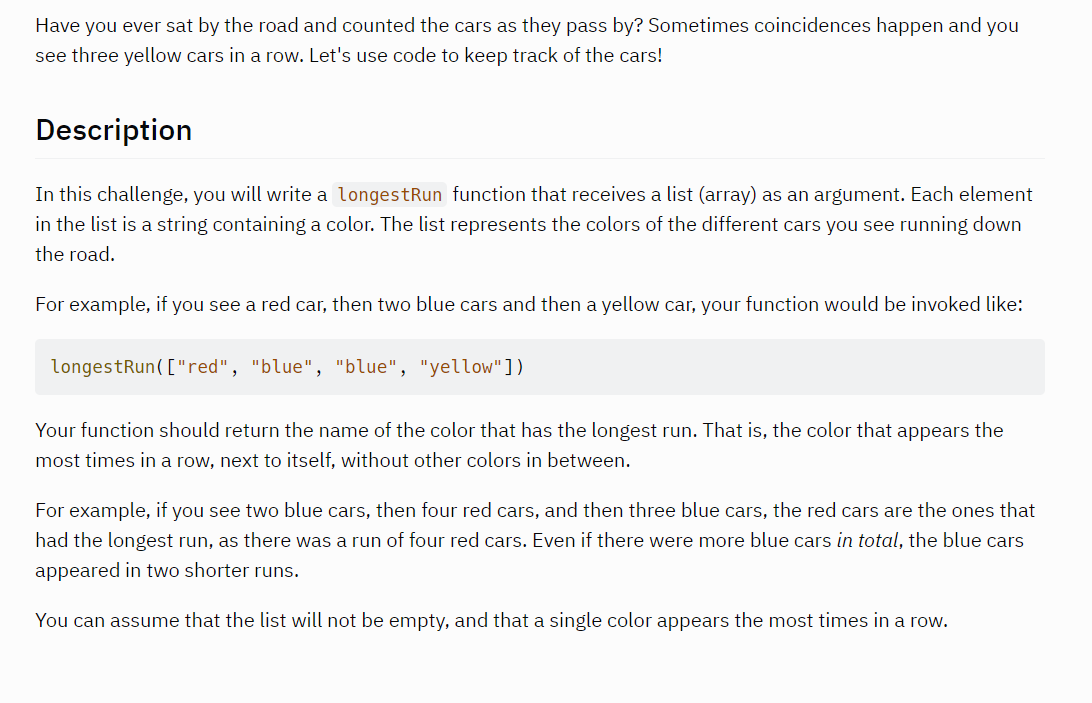 Have you ever sat by the road and counted the cars as they pass by? Sometimes coincidences happen and you
see three yellow cars in a row. Let's use code to keep track of the cars!
Description
In this challenge, you will write a longestRun function that receives a list (array) as an argument. Each element
in the list is a string containing a color. The list represents the colors of the different cars you see running down
the road.
For example, if you see a red car, then two blue cars and then a yellow car, your function would be invoked like:
longestRun(["red", "blue", "blue", "yellow"])
Your function should return the name of the color that has the longest run. That is, the color that appears the
most times in a row, next to itself, without other colors in between.
For example, if you see two blue cars, then four red cars, and then three blue cars, the red cars are the ones that
had the longest run, as there was a run of four red cars. Even if there were more blue cars in total, the blue cars
appeared in two shorter runs.
You can assume that the list will not be empty, and that a single color appears the most times in a row.